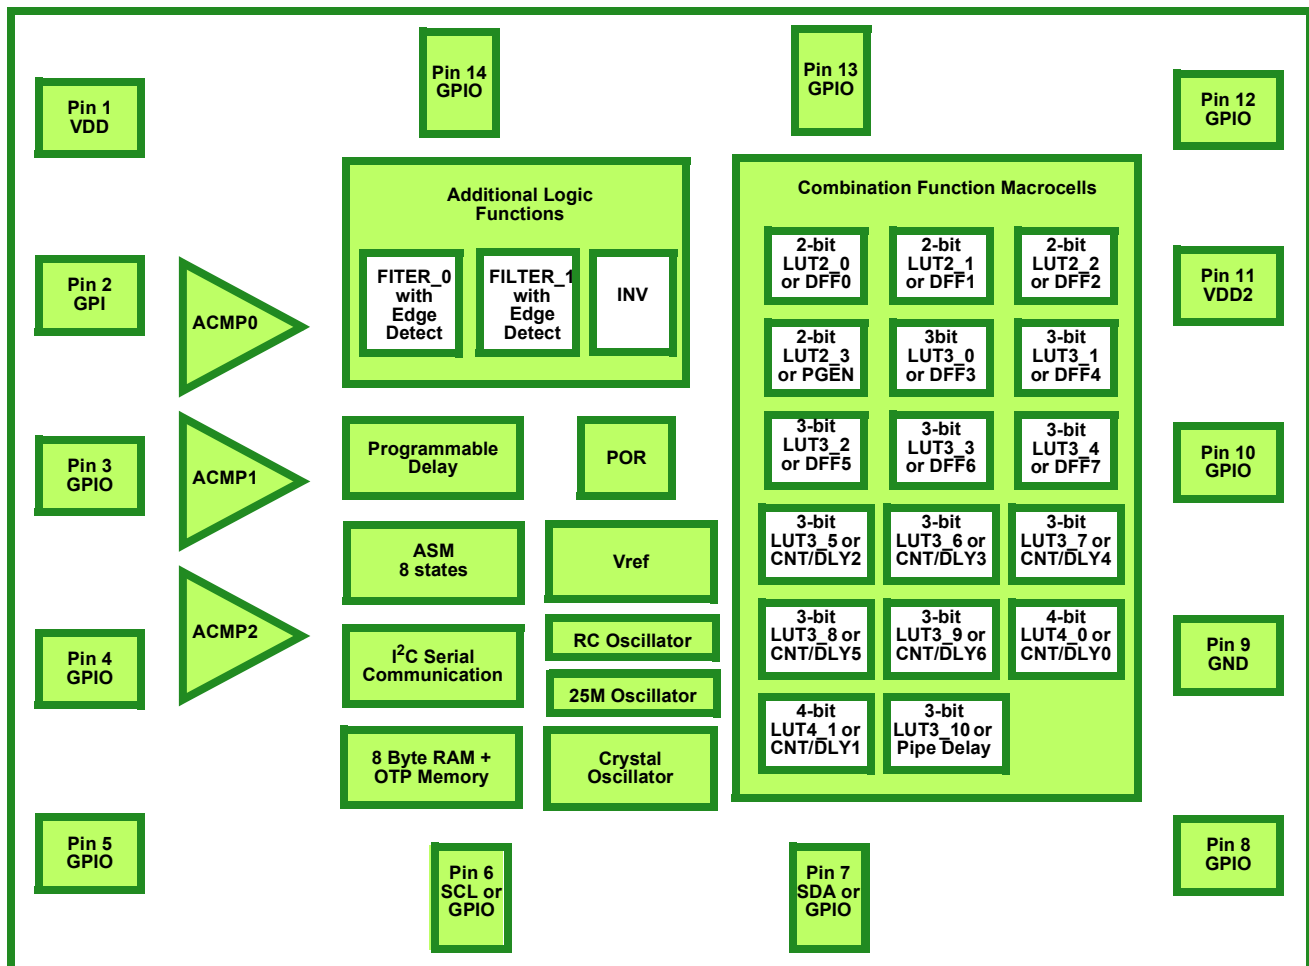 Pin 14
GPIO
Pin 13
GPIO
Pin 1
VDD
Pin 12
GPIO
Additional Logic
Functions
FITER_0
with
Edge
Detect
FILTER_1
with
Edge
Detect
INV
Combination Function Macrocells
2-bit
LUT2_0
or DFF0
2-bit
LUT2_1
or DFF1
2-bit
LUT2_2
or DFF2
2-bit
LUT2_3
or PGEN
3bit
LUT3_0
or DFF3
3-bit
LUT3_1
or DFF4
3-bit
LUT3_2
or DFF5
3-bit
LUT3_3
or DFF6
3-bit
LUT3_4
or DFF7
3-bit
LUT3_5 or
CNT/DLY2
3-bit
LUT3_6 or
CNT/DLY3
3-bit
LUT3_7 or
CNT/DLY4
3-bit
LUT3_8 or
CNT/DLY5
3-bit
LUT3_9 or
CNT/DLY6
4-bit
LUT4_0 or
CNT/DLY0
4-bit
LUT4_1 or
CNT/DLY1
3-bit
LUT3_10 or
Pipe Delay
Pin 2
GPI
ACMP0
Pin 11
VDD2
Pin 3
GPIO
ACMP1
Programmable
Delay
POR
Pin 10
GPIO
ASM
8 states
Vref
Pin 4
GPIO
ACMP2
I²C Serial
Communication
RC Oscillator
25M Oscillator
Pin 9
GND
8 Byte RAM +
OTP Memory
Crystal
Oscillator
Pin 5
GPIO
Pin 6
SCL or
GPIO
Pin 7
SDA or
GPIO
Pin 8
GPIO